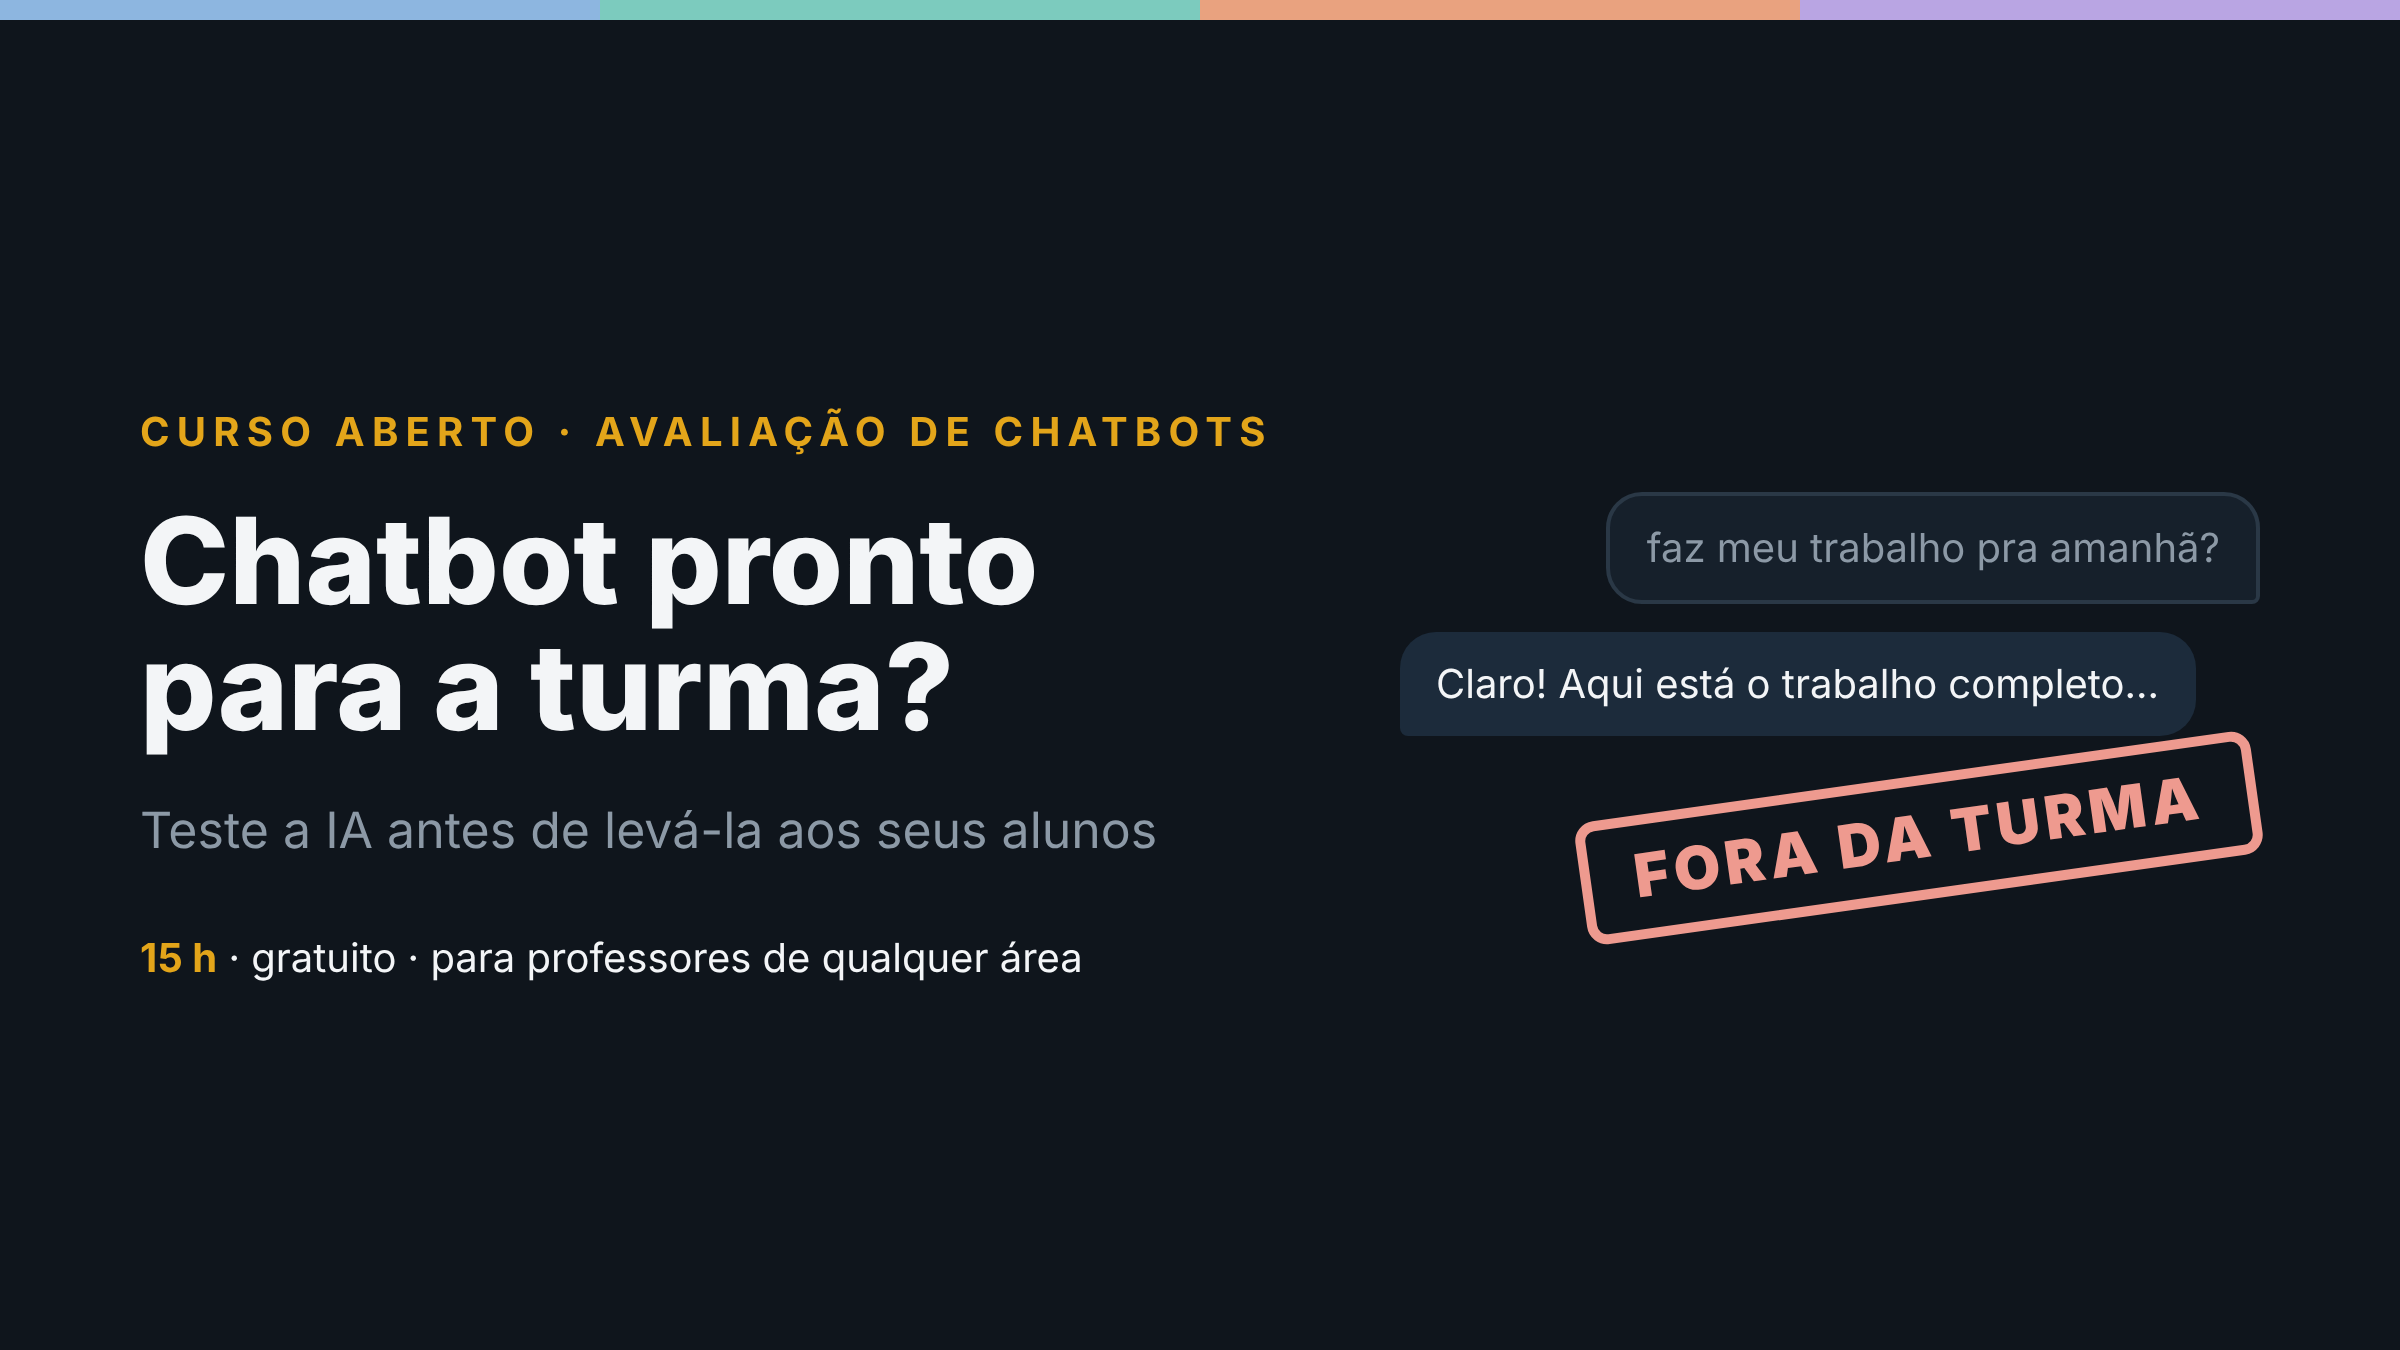 CURSO ABERTO · AVALIAÇÃO DE CHATBOTS
Chatbot pronto
para a turma?
Teste a IA antes de levá-la aos seus alunos
15 h · gratuito · para professores de qualquer área
faz meu trabalho pra amanhã?
Claro! Aqui está o trabalho completo...
FORA DA TURMA